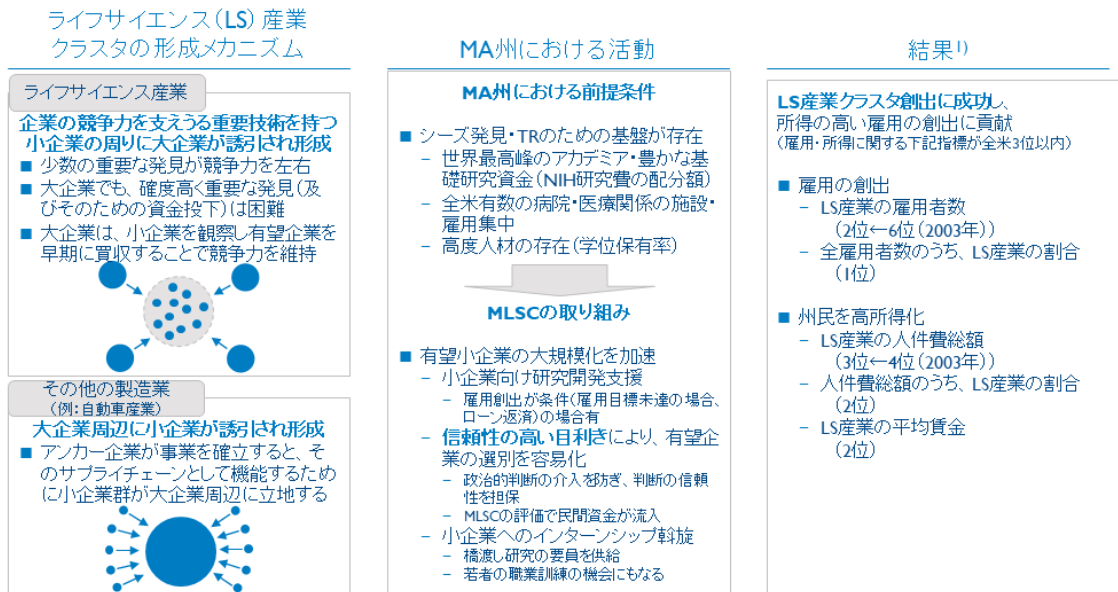 ライフサイエンス(LS) 産業
クラスタの形成メカニズム
ライフサイエンス産業
企業の競争力を支えうる重要技術を持つ
小企業の周りに大企業が誘引され形成
■ 少数の重要な発見が競争力を左右
■ 大企業でも、確度高く重要な発見(及
びそのための資金投下)は困難
■ 大企業は、小企業を観察し有望企業を
早期に買収することで競争力を維持
その他の製造業
(例:自動車産業)
大企業周辺に小企業が誘引され形成
■ アンカー企業が事業を確立すると、そ
のサプライチェーンとして機能するため
に小企業群が大企業周辺に立地する
MA州における活動
MA州における前提条件
■ シーズ発見・TRのための基盤が存在
– 世界最高峰のアカデミア・豊かな基
礎研究資金(NIH研究費の配分額)
– 全米有数の病院・医療関係の施設・
雇用集中
– 高度人材の存在(学位保有率)
MLSCの取り組み
■ 有望小企業の大規模化を加速
– 小企業向け研究開発支援
– 雇用創出が条件(雇用目標未達の場合、
ローン返済)の場合有
– 信頼性の高い目利きにより、有望企
業の選別を容易化
– 政治的判断の介入を防ぎ、判断の信頼
性を担保
– MLSCの評価で民間資金が流入
– 小企業へのインターンシップ斡旋
– 橋渡し研究の要員を供給
– 若者の職業訓練の機会にもなる
結果1)
LS産業クラスタ創出に成功し、
所得の高い雇用の創出に貢献
(雇用・所得に関する下記指標が全米3位以内)
■ 雇用の創出
– LS産業の雇用者数
(2位←6位(2003年))
– 全雇用者数のうち、LS産業の割合
(1位)
■ 州民を高所得化
– LS産業の人件費総額
(3位←4位(2003年))
– 人件費総額のうち、LS産業の割合
(2位)
– LS産業の平均賃金
(2位)